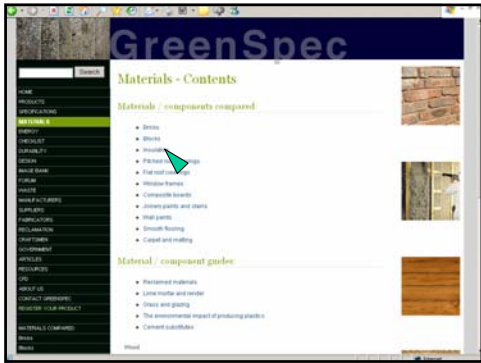 GreenSpec
Search
Materials - Contents
HOME
PRODUCTS
SPECIFICATIONS
MATERIALS
ENERGY
CHECKLIST
DURABILITY
DESIGN
IMAGE BANK
FORUM
WASTE
MANUFACTURERS
SUPPLIERS
FABRICATORS
RECLAMATION
CRAFTSMEN
GOVERNMENT
ARTICLES
RESOURCES
CPD
ABOUT US
CONTACT GREENSPEC
REGISTER YOUR PRODUCT
MATERIALS COMPARED
Bricks
Blocks
Materials / components compared
Bricks
Blocks
Pitched
Flat roof
Window frames
Composite boards
Joinery paints and stains
Wall paints
Smooth flooring
Carpet and matting
Material / component guides
Reclaimed materials
Lime mortar and render
Glass and glazing
The environmental impact of producing plastics
Cement substitutes
Wood
Internet